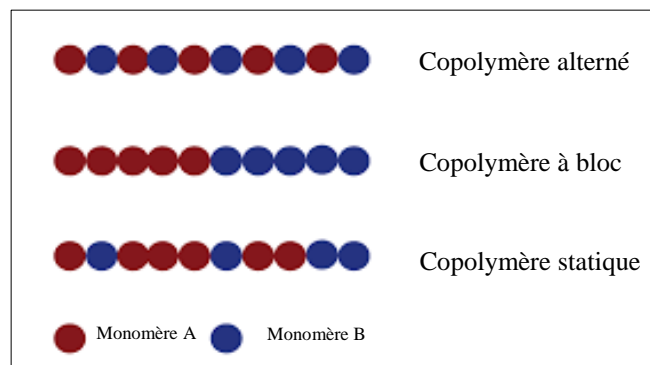 Copolymère alterné
Copolymère à bloc
Copolymère statique
Monomère A
Monomère B